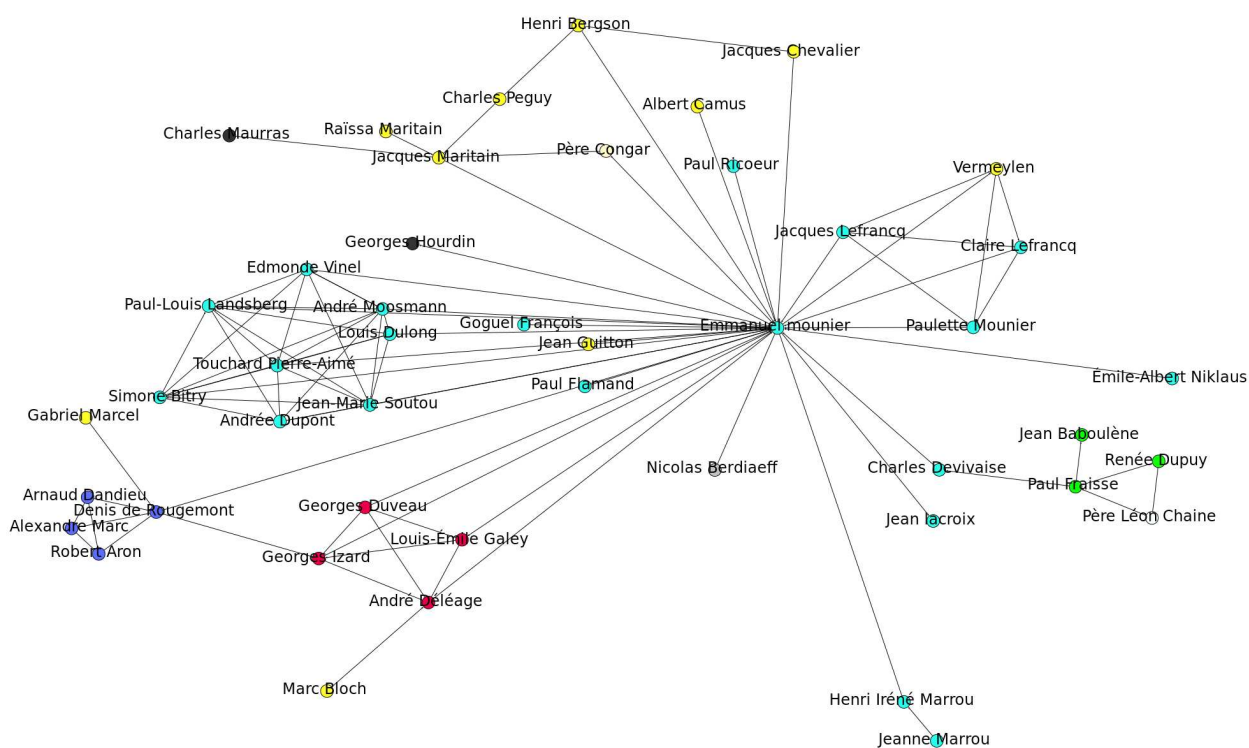 Henri Bergson
Jacques Chevalier
Charles Peguy
Albert Camus
Charles Maurras
Raïssa Maritain
Jacques Maritain
Père Congar
Paul Ricoeur
Vermeylen
Jacques Lefrancq
Claire Lefrancq
Georges Hourdin
Edmonde Vinel
Paul-Louis Landsberg
André Moosmann
Louis Dulong
Goguel François
Jean Guitton
Emmanuel mounier
Paulette Mounier
Touchard Pierre-Aimé
Paul Flamand
Émile-Albert Niklaus
Simone Bitry
Jean-Marie Soutou
Gabriel Marcel
Andrée Dupont
Jean Baboulène
Renée Dupuy
Nicolas Berdiaeff
Charles Devivaise
Paul Fraisse
Arnaud Dandieu
Denis de Rougemont
Georges Duveau
Jean lacroix
Père Léon Chaine
Alexandre Marc
Robert Aron
Louis-Émile Galey
Georges Izard
André Déléage
Marc Bloch
Henri Iréné Marrou
Jeanne Marrou